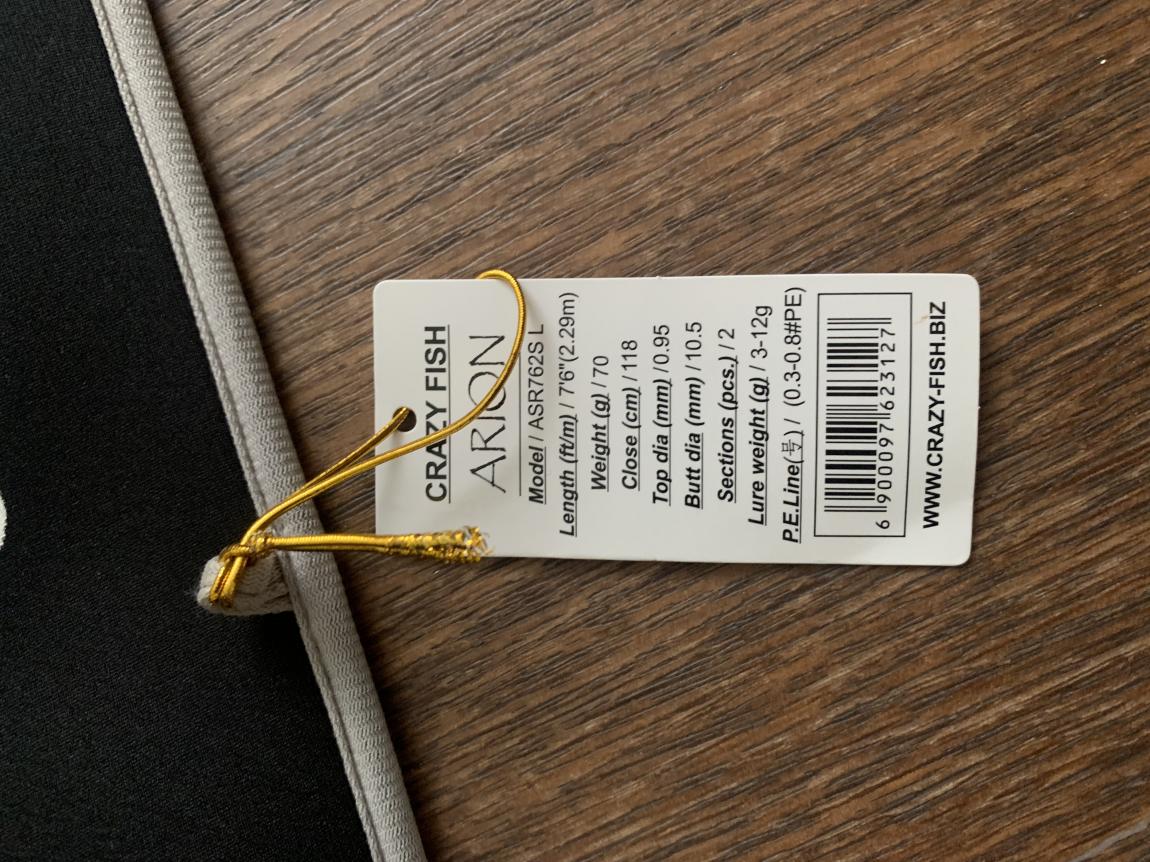 CRAZY FISH
ARION
Model / ASR762S L
Length (ft/m) / 7'6"(2.29m)
Weight (g) / 70
Close (cm) / 118
Top dia (mm) / 0.95
Butt dia (mm) / 10.5
Sections (pcs.) / 2
Lure weight (g) / 3-12g
P.E.Line(号) / (0.3-0.8#PE)
6 900097 623127
WWW.CRAZY-FISH.BIZ